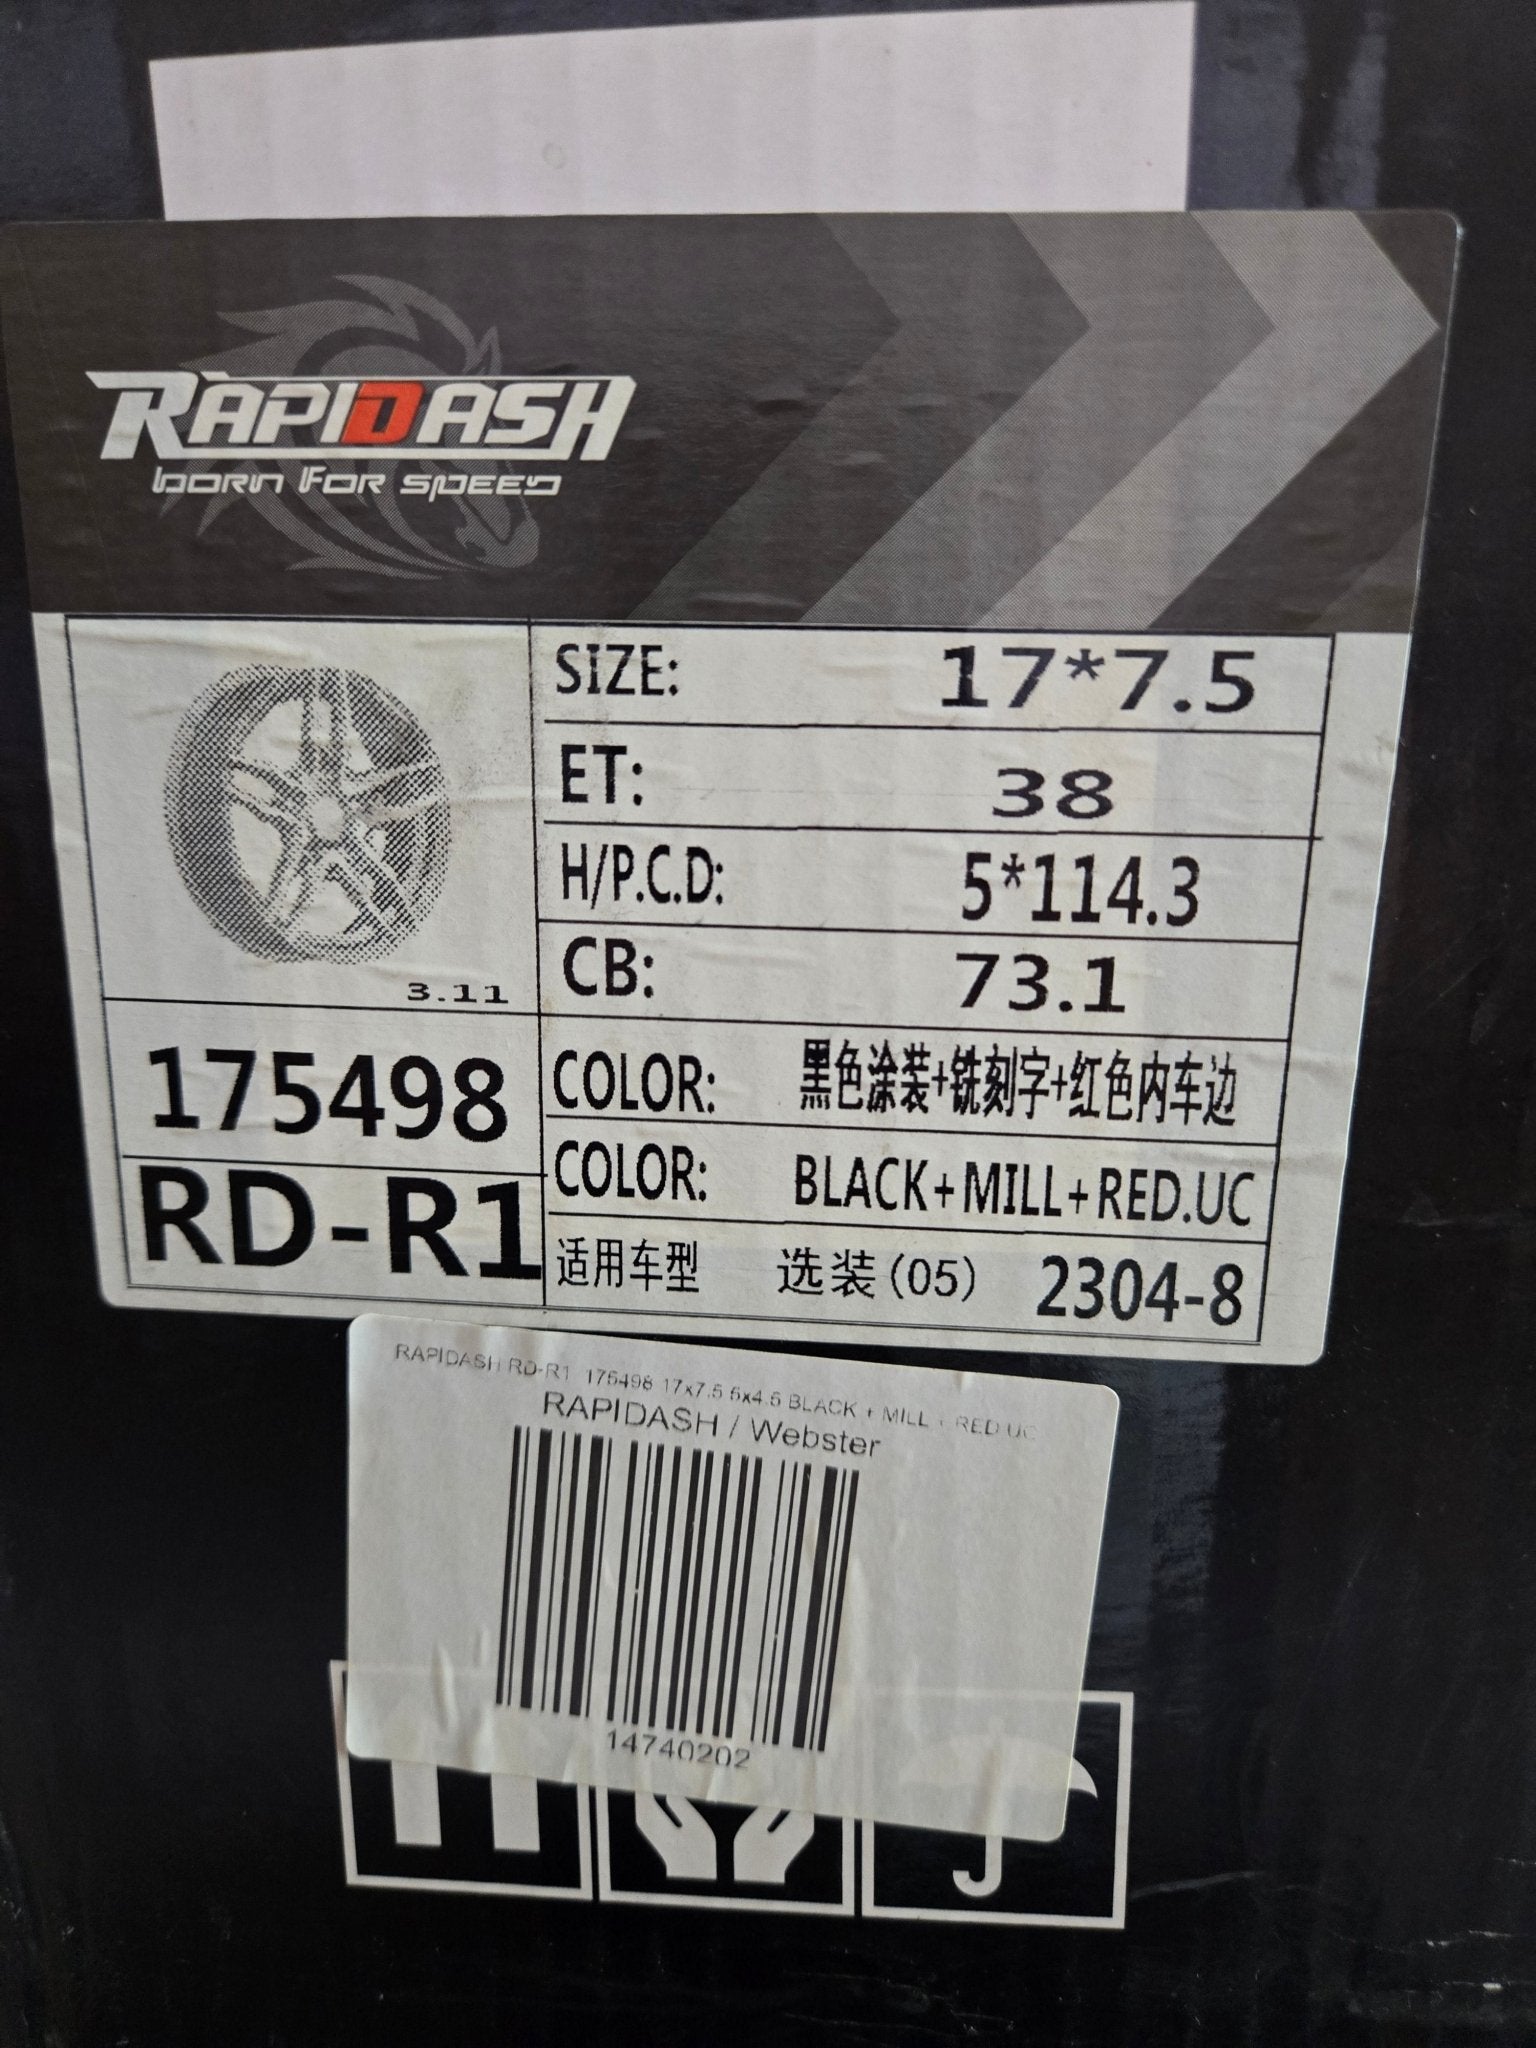 RAPIDASH
BORN FOR SPEED
SIZE: 17*7.5
ET: 38
H/P.C.D: 5*114.3
CB: 73.1
3.11
175498
COLOR: 黑色涂装+铣刻字+红色内车边
RD-R1
COLOR: BLACK+MILL+RED.UC
适用车型 选装(05) 2304-8
RAPIDASH RD-R1 175498 17x7.5 5x4.5 BLACK + MILL + RED.UC
RAPIDASH / Webster
14740202